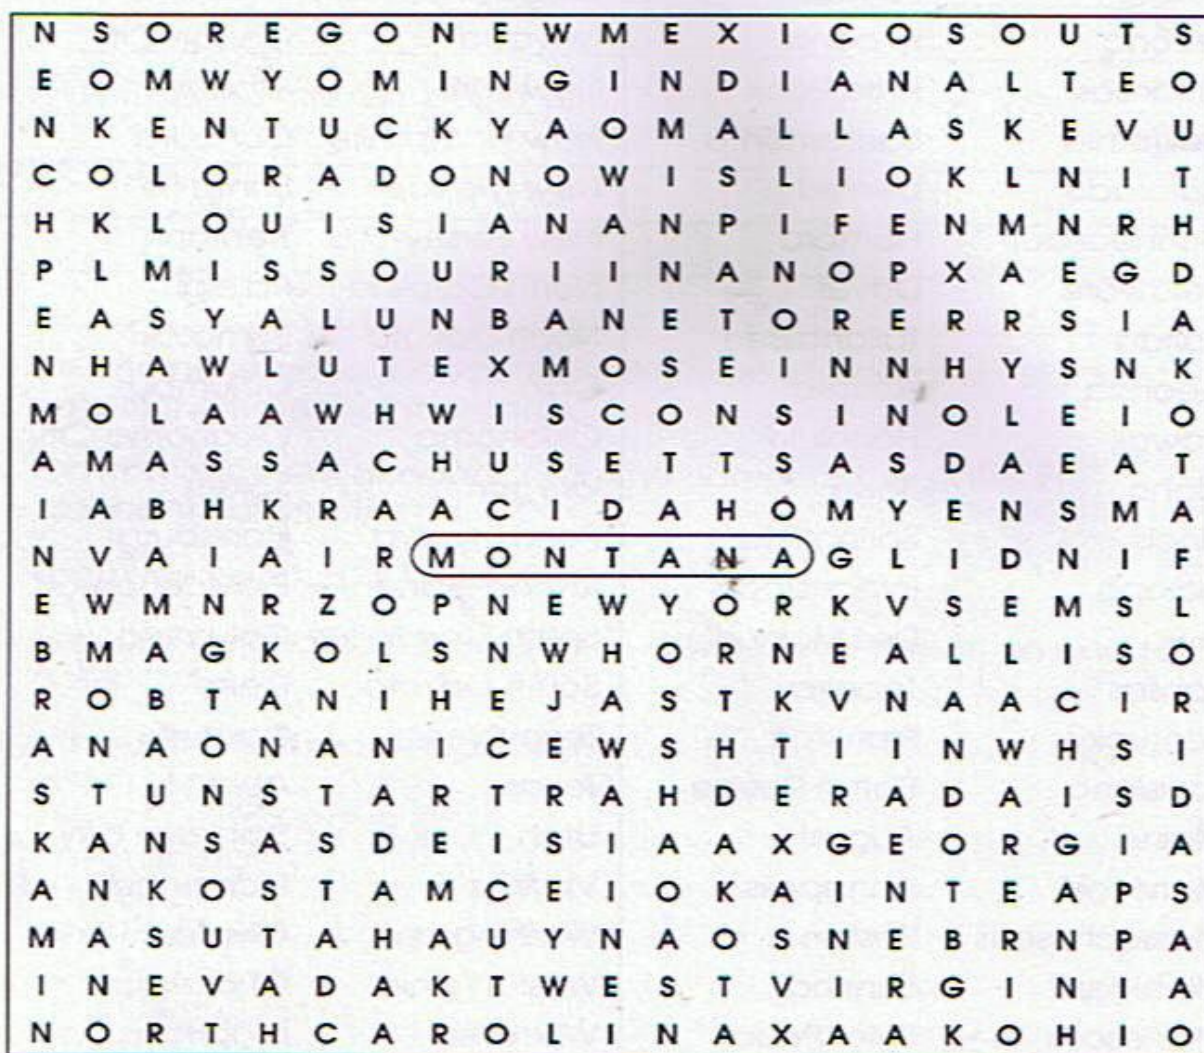 N S O R E G O N E W M E X I C O S O U T S
E O M W Y O M I N G I N D I A N A L T E O
N K E N T U C K Y A O M A L L A S K E V U
C O L O R A D O N O W I S L I O K L N I T
H K L O U I S I A N A N P I F E N M N R H
P L M I S S O U R I I N A N O P X A E G D
E A S Y A L U N B A N E T O R E R R S I A
N H A W L U T E X M O S E I N N H Y S N K
M O L A A W H W I S C O N S I N O L E I O
A M A S S A C H U S E T T S A S D A E A T
I A B H K R A A C I D A H O M Y E N S M A
N V A I A I R M O N T A N A G L I D N I F
E W M N R Z O P N E W Y O R K V S E M S L
B M A G K O L S N W H O R N E A L L I S O
R O B T A N I H E J A S T K V N A A C I R
A N A O N A N I C E W S H T I I N W H S I
S T U N S T A R T R A H D E R A D A I S D
K A N S A S D E I S I A A X G E O R G I A
A N K O S T A M C E I O K A I N T E A P S
M A S U T A H A U Y N A O S N E B R N P A
I N E V A D A K T W E S T V I R G I N I A
N O R T H C A R O L I N A X A A K O H I O